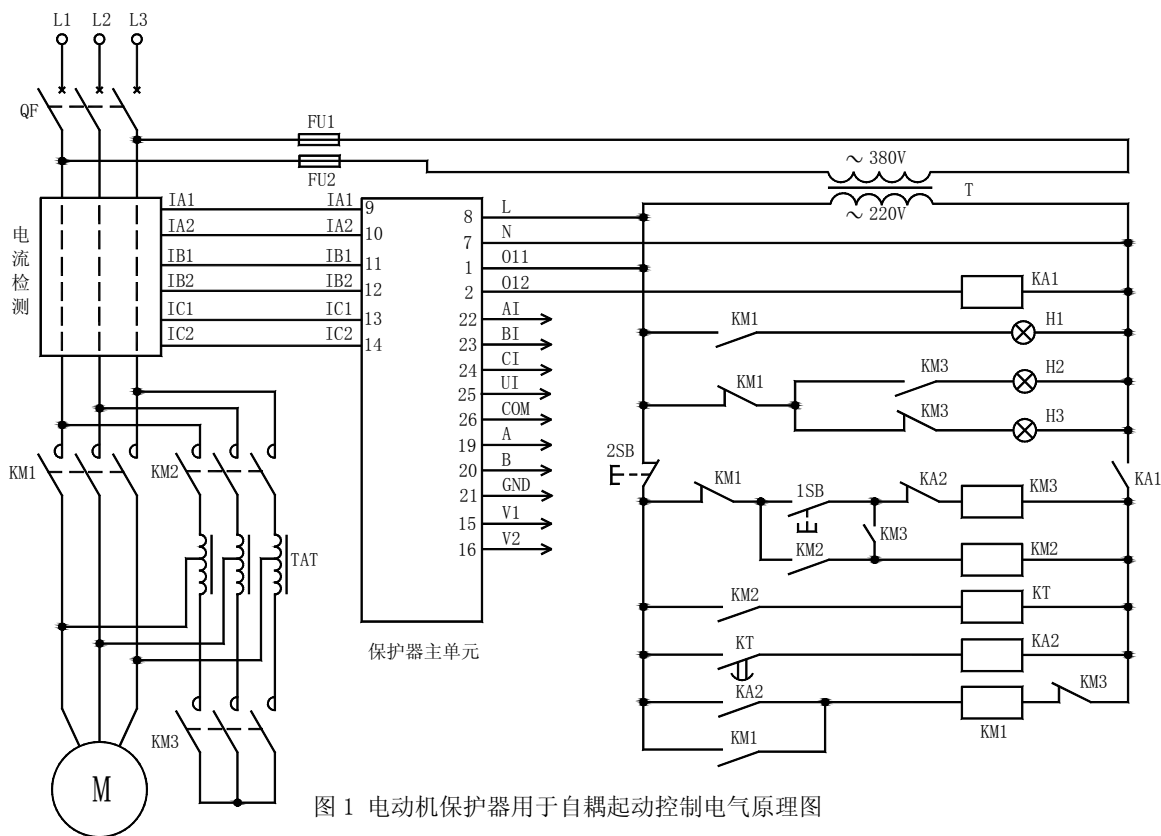 L1 L2 L3
QF
FU1
FU2
～380V
T
～220V
电流检测
IA1 IA1 9
IA2 IA2 10
IB1 IB1 11
IB2 IB2 12
IC1 IC1 13
IC2 IC2 14
8 L
7 N
1 O11
2 O12
22 AI
23 BI
24 CI
25 UI
26 COM
19 A
20 B
21 GND
15 V1
16 V2
保护器主单元
KA1
KM1 H1
KM1 KM3 H2
KM3 H3
2SB
KA1
KM1 1SB KA2 KM3
KM3
KM2 KM2
KM2 KT
KT KA2
KA2 KM1 KM3
KM1
KM1 KM2
TAT
KM3
M
图 1 电动机保护器用于自耦起动控制电气原理图